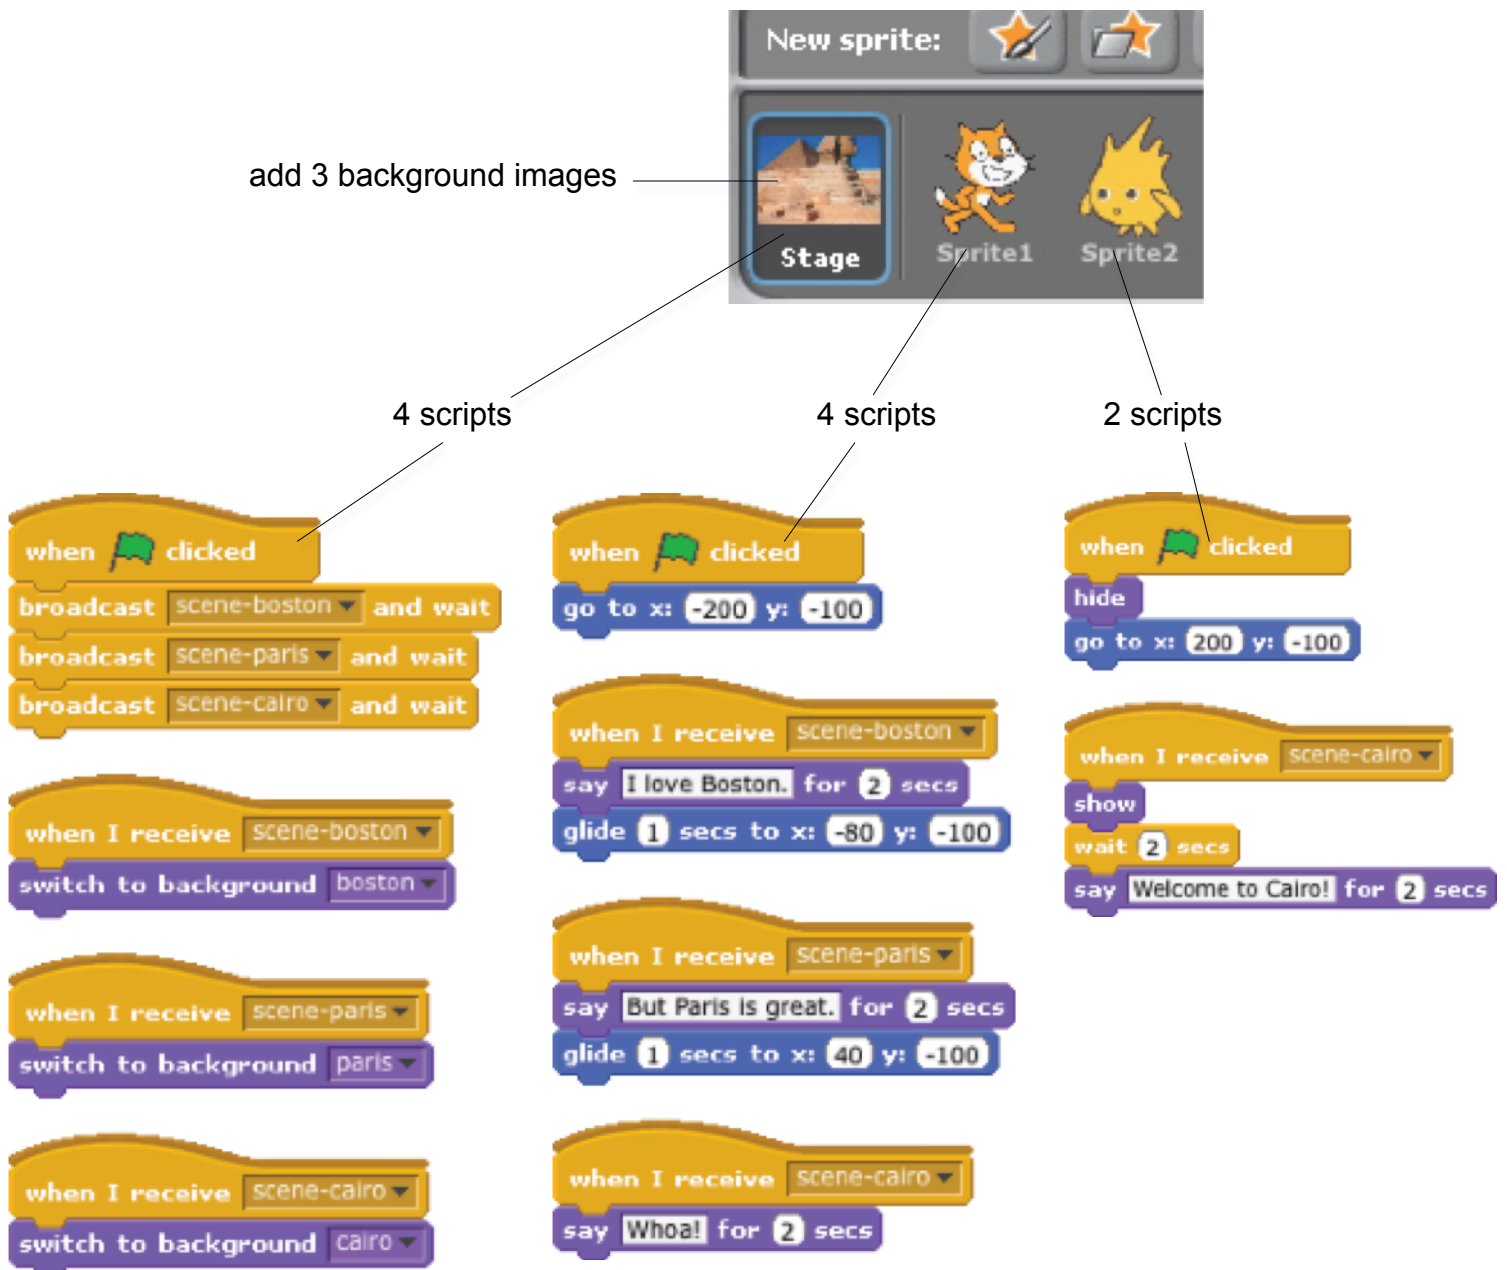 New sprite:
add 3 background images
Stage
Sprite1
Sprite2
4 scripts
4 scripts
2 scripts
when clicked
broadcast scene-boston and wait
broadcast scene-paris and wait
broadcast scene-cairo and wait
when I receive scene-boston
switch to background boston
when I receive scene-paris
switch to background paris
when I receive scene-cairo
switch to background cairo
when clicked
go to x: -200 y: -100
when I receive scene-boston
say I love Boston. for 2 secs
glide 1 secs to x: -80 y: -100
when I receive scene-paris
say But Paris is great. for 2 secs
glide 1 secs to x: 40 y: -100
when I receive scene-cairo
say Whoa! for 2 secs
when clicked
hide
go to x: 200 y: -100
when I receive scene-cairo
show
wait 2 secs
say Welcome to Cairo! for 2 secs